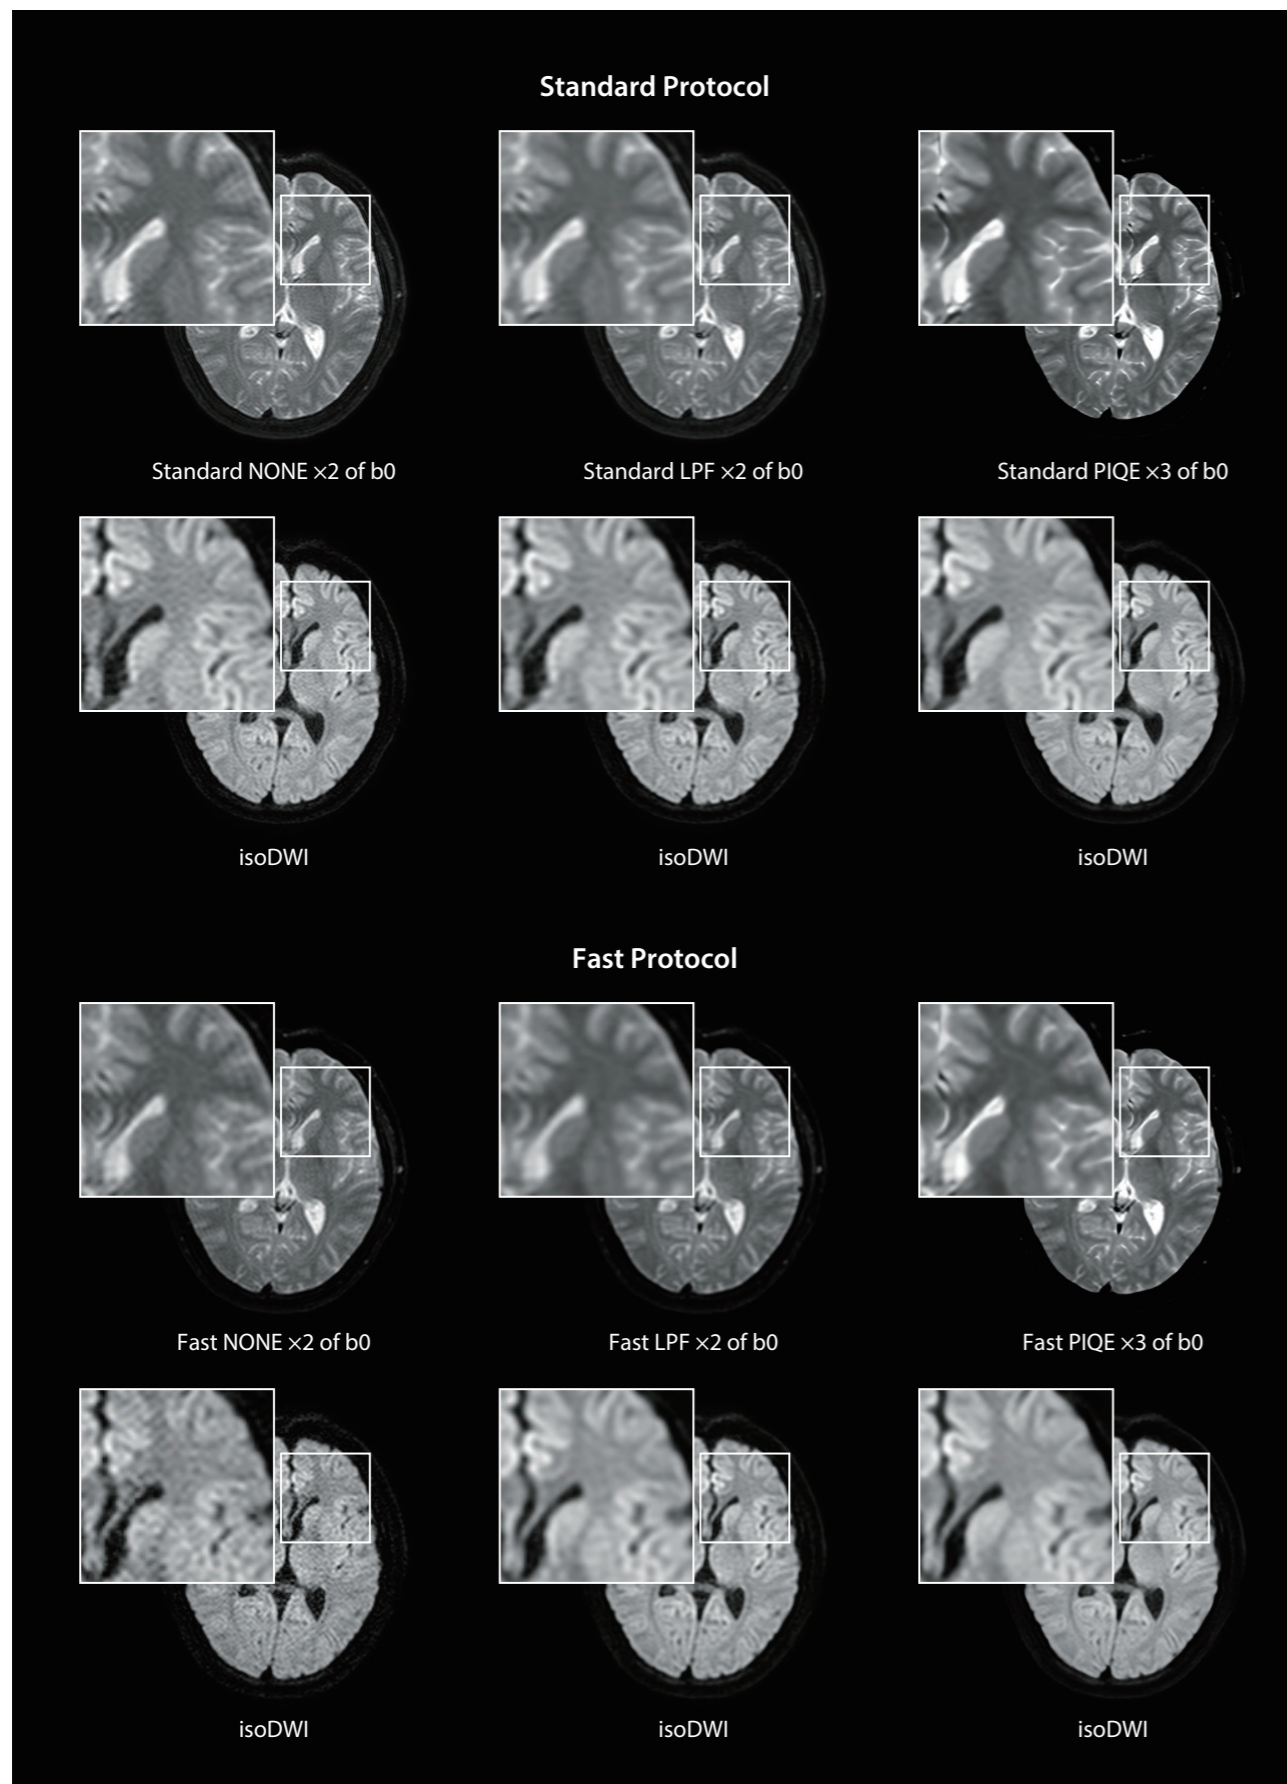 Standard Protocol
Standard NONE ×2 of b0
Standard LPF ×2 of b0
Standard PIQE ×3 of b0
isoDWI
isoDWI
isoDWI
Fast Protocol
Fast NONE ×2 of b0
Fast LPF ×2 of b0
Fast PIQE ×3 of b0
isoDWI
isoDWI
isoDWI